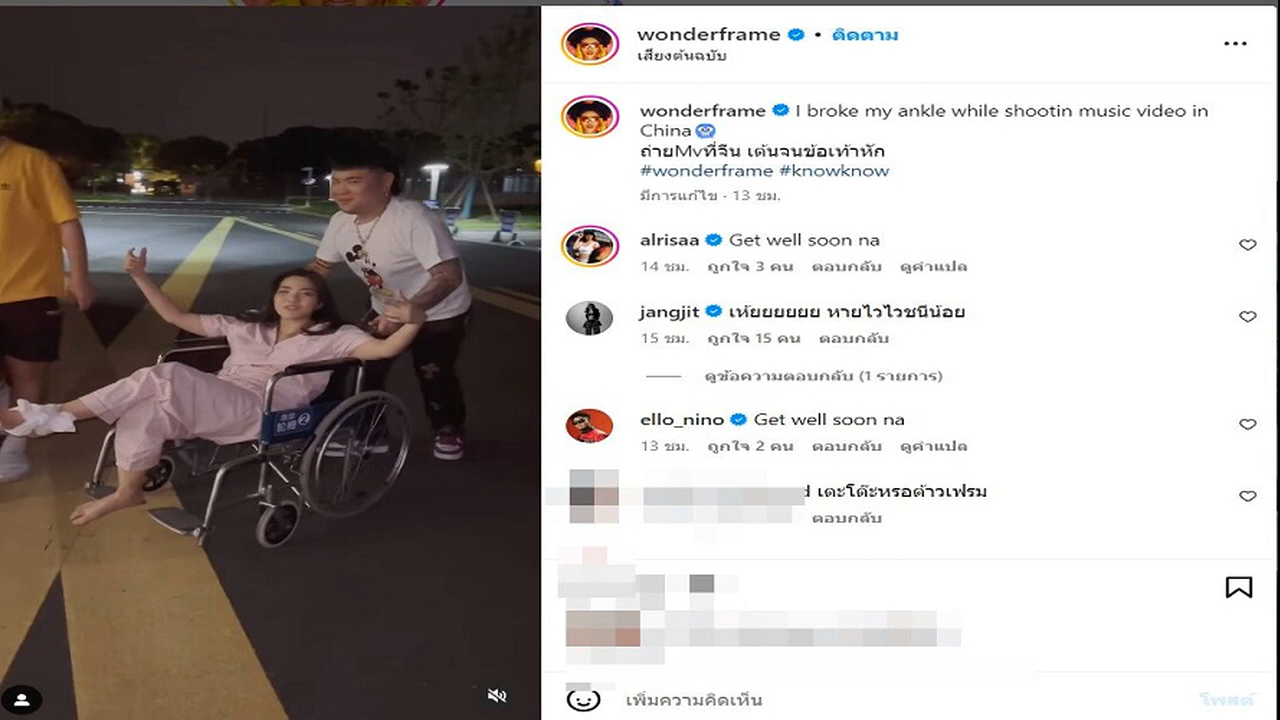 wonderframe • ติดตาม
เสียงต้นฉบับ
wonderframe I broke my ankle while shootin music video in
China
ถ่ายMvที่จีน เต้นจนข้อเท้าหัก
#wonderframe #knowknow
มีการแก้ไข · 13 ชม.
alrisaa Get well soon na
14 ชม. ถูกใจ 3 คน ตอบกลับ ดูคำแปล
jangjit เห้ยยยยยย หายไวไวชนีน้อย
15 ชม. ถูกใจ 15 คน ตอบกลับ
ดูข้อความตอบกลับ (1 รายการ)
ello_nino Get well soon na
13 ชม. ถูกใจ 2 คน ตอบกลับ ดูคำแปล
d เตะโต๊ะหรอต้าวเฟรม
ตอบกลับ
เพิ่มความคิดเห็น
โพสต์